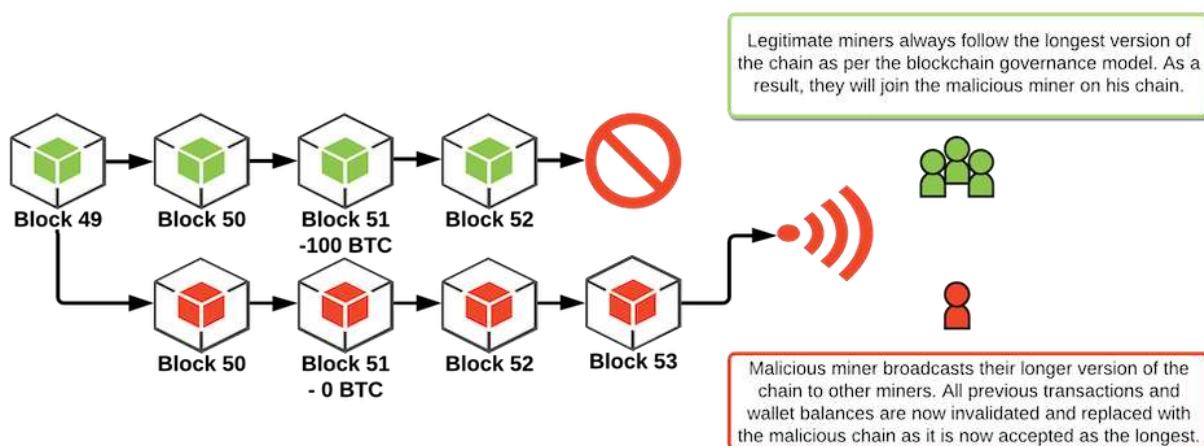 Legitimate miners always follow the longest version of
the chain as per the blockchain governance model. As a
result, they will join the malicious miner on his chain.
Block 49
Block 50
Block 51
-100 BTC
Block 52
Block 50
Block 51
- 0 BTC
Block 52
Block 53
Malicious miner broadcasts their longer version of the
chain to other miners. All previous transactions and
wallet balances are now invalidated and replaced with
the malicious chain as it is now accepted as the longest.